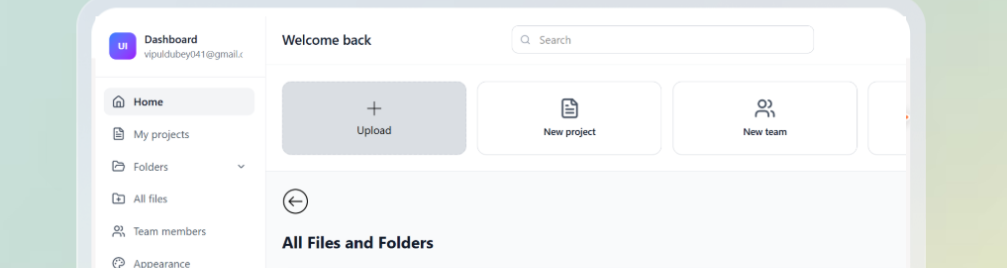 UI
Dashboard
vipuldubey041@gmail.c
Home
My projects
Folders
All files
Team members
Appearance
Welcome back
Search
Upload
New project
New team
All Files and Folders